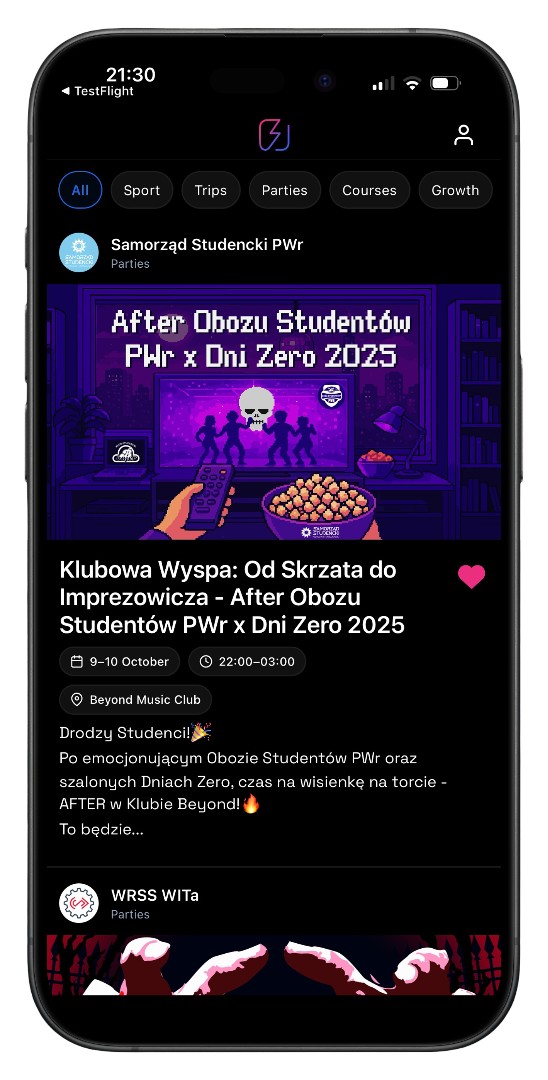 21:30
◀ TestFlight
All
Sport
Trips
Parties
Courses
Growth
Samorząd Studencki PWr
Parties
After Obozu Studentów
PWr x Dni Zero 2025
SAMORZĄD
STUDENCKI
Klubowa Wyspa: Od Skrzata do
Imprezowicza - After Obozu
Studentów PWr x Dni Zero 2025
9–10 October
22:00–03:00
Beyond Music Club
Drodzy Studenci!🎉
Po emocjonującym Obozie Studentów PWr oraz
szalonych Dniach Zero, czas na wisienkę na torcie -
AFTER w Klubie Beyond!🔥
To będzie...
WRSS WITa
Parties